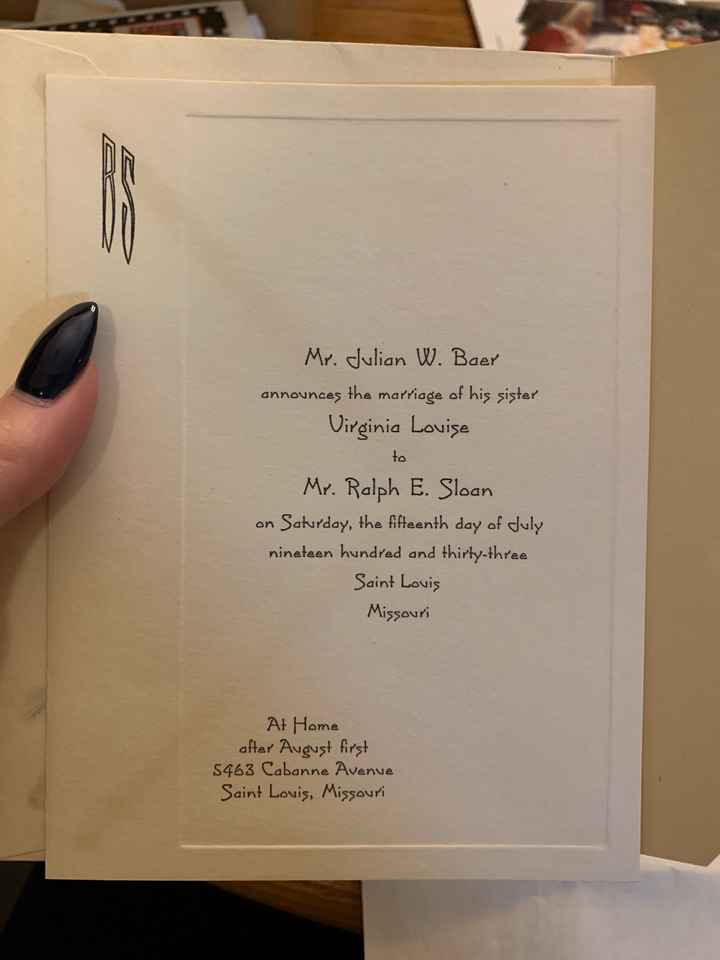 BS
Mr. Julian W. Baer
announces the marriage of his sister
Virginia Louise
to
Mr. Ralph E. Sloan
on Saturday, the fifteenth day of July
nineteen hundred and thirty-three
Saint Louis
Missouri
At Home
after August first
5463 Cabanne Avenue
Saint Louis, Missouri